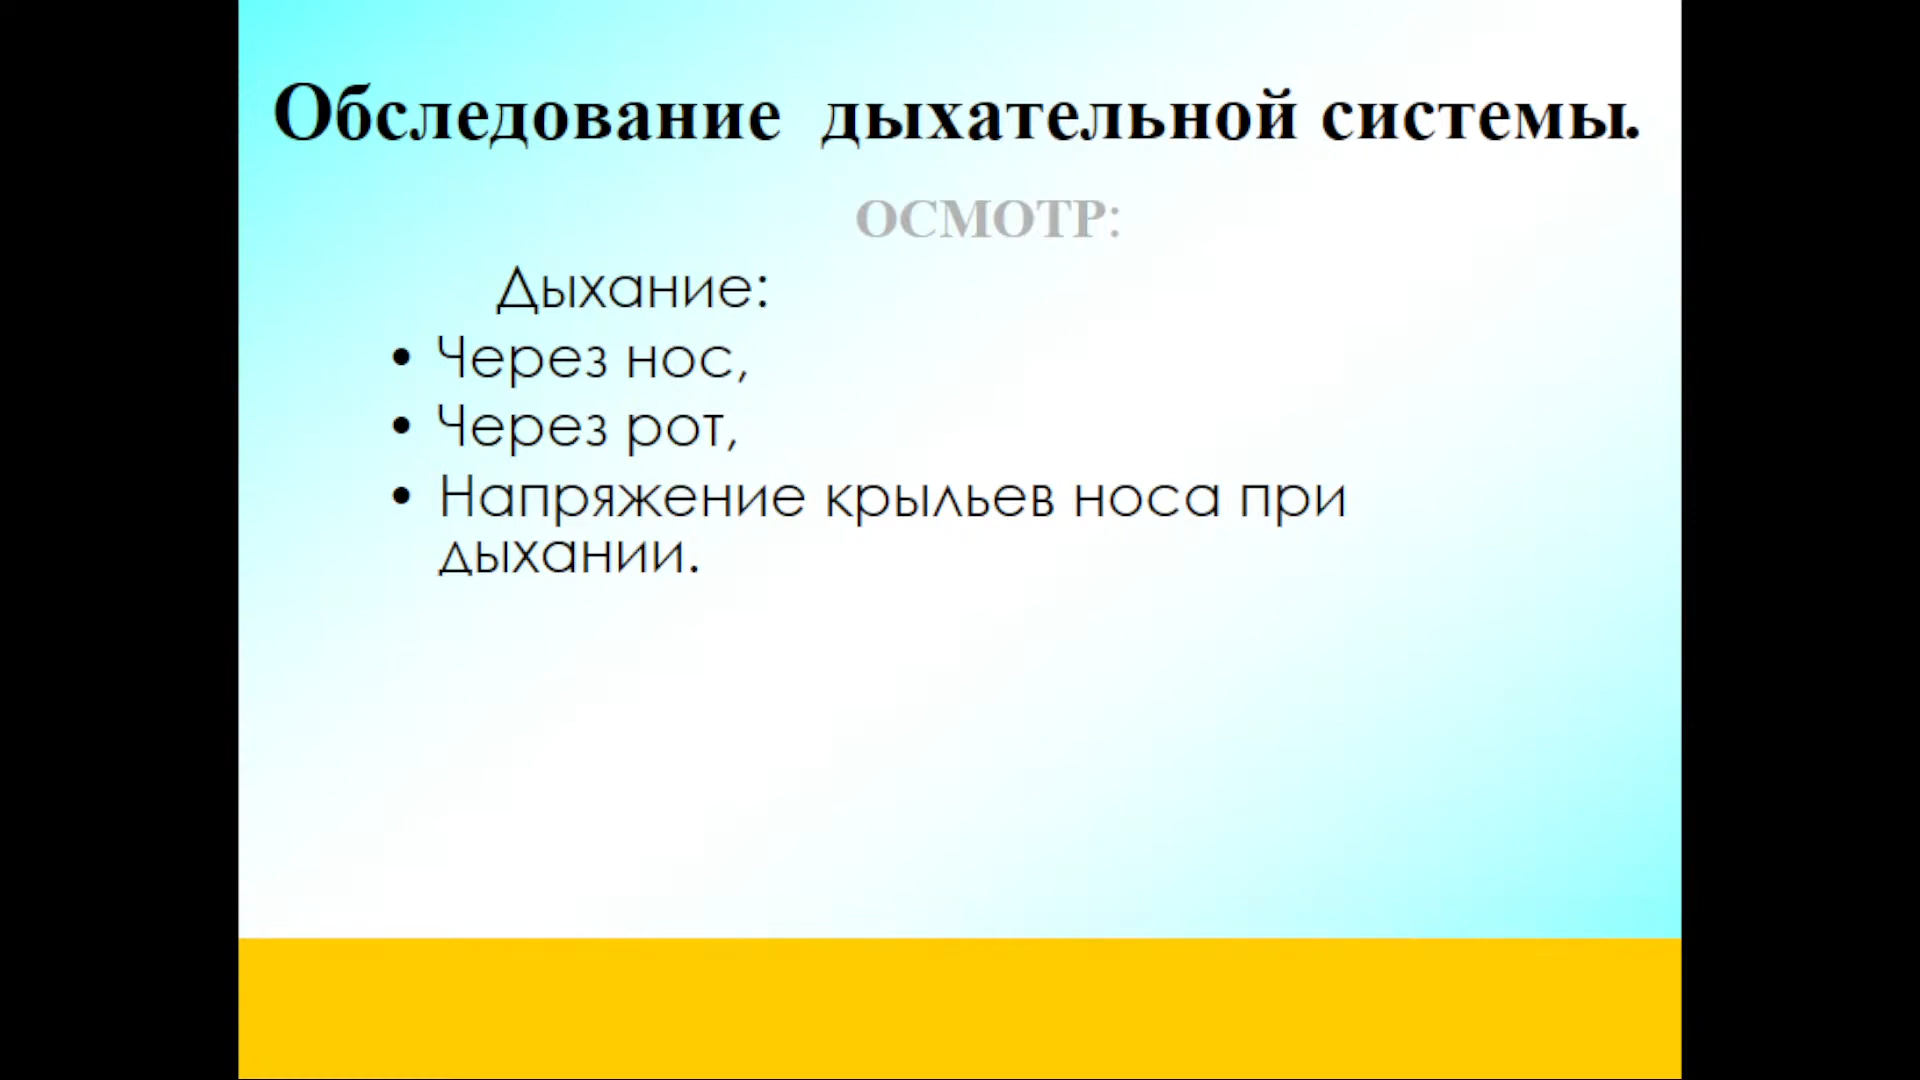 Обследование дыхательной системы.
ОСМОТР:
Дыхание:
• Через нос,
• Через рот,
• Напряжение крыльев носа при
дыхании.